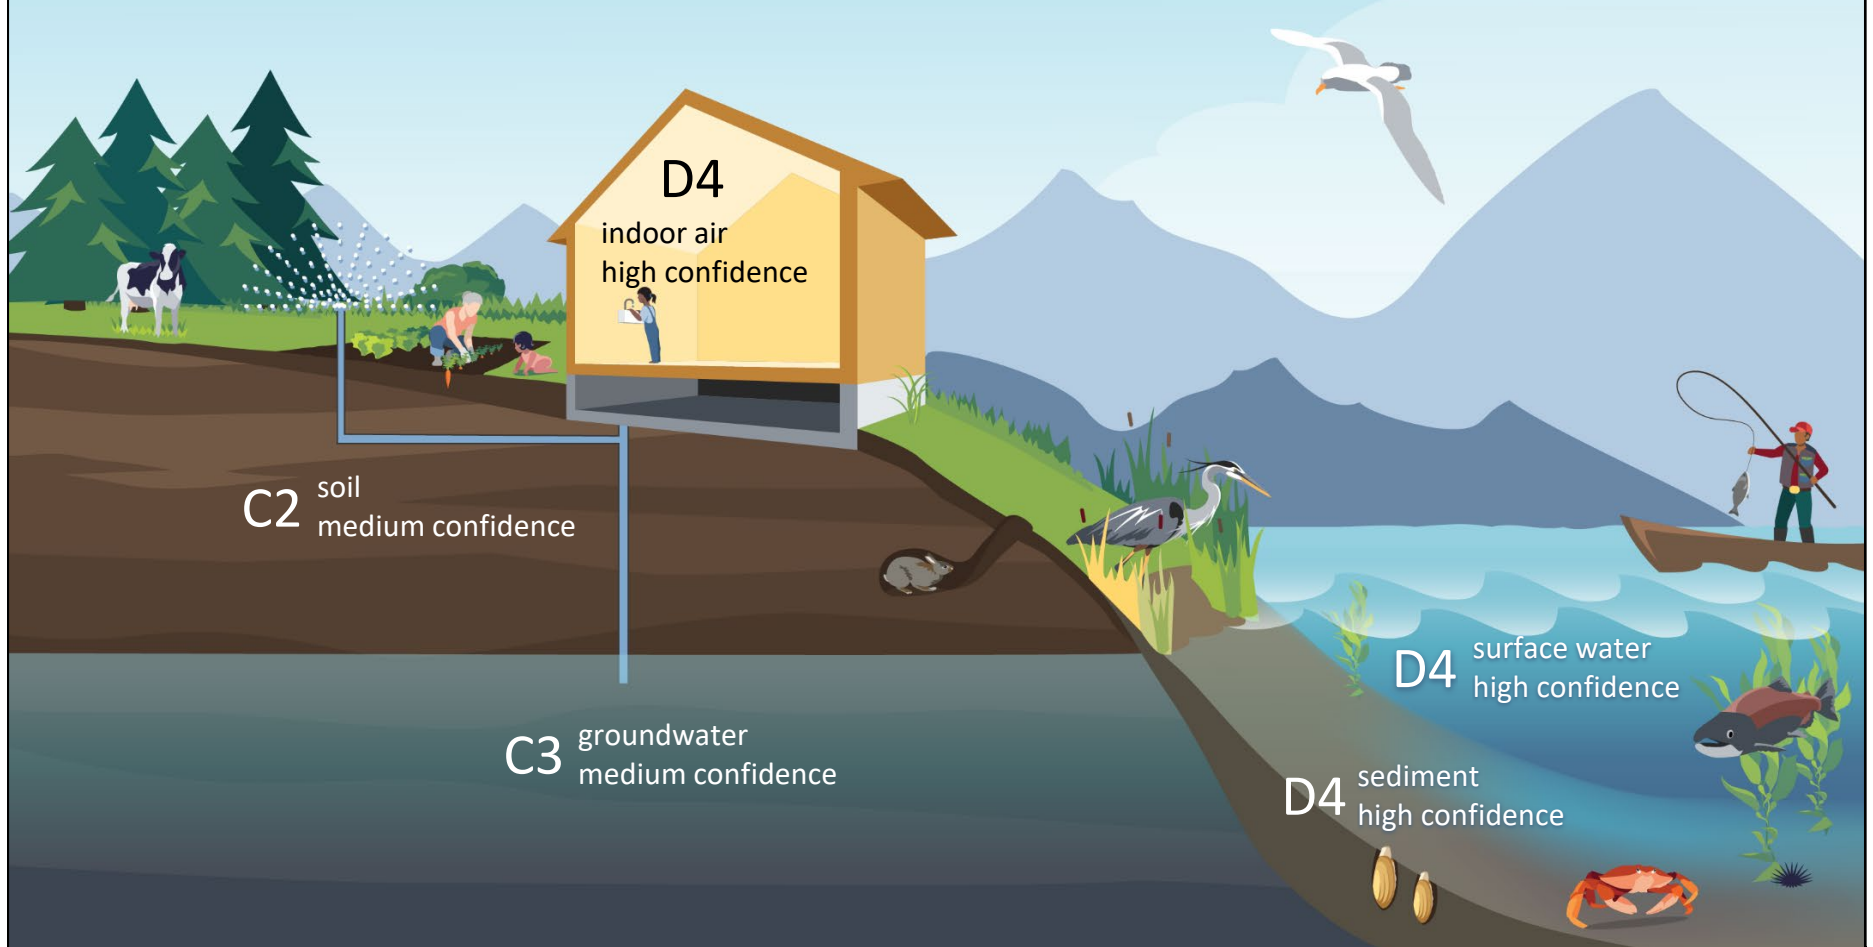 D4
indoor air
high confidence
C2
soil
medium confidence
C3
groundwater
medium confidence
D4
surface water
high confidence
D4
sediment
high confidence